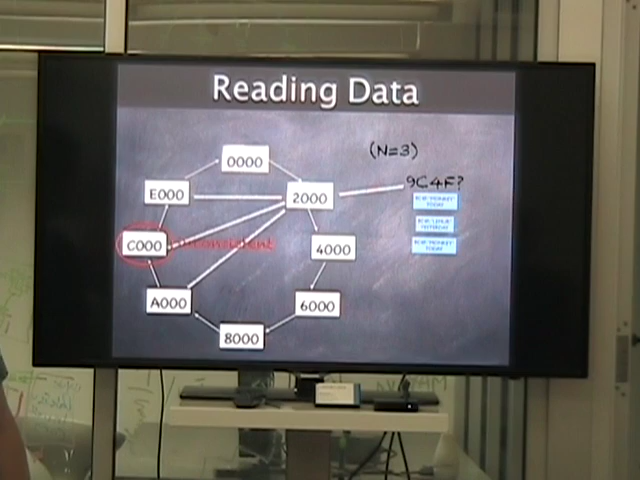 Reading Data
(N=3)
0000
9C4F?
E000
2000
C000
inconsistent
4000
A000
6000
8000